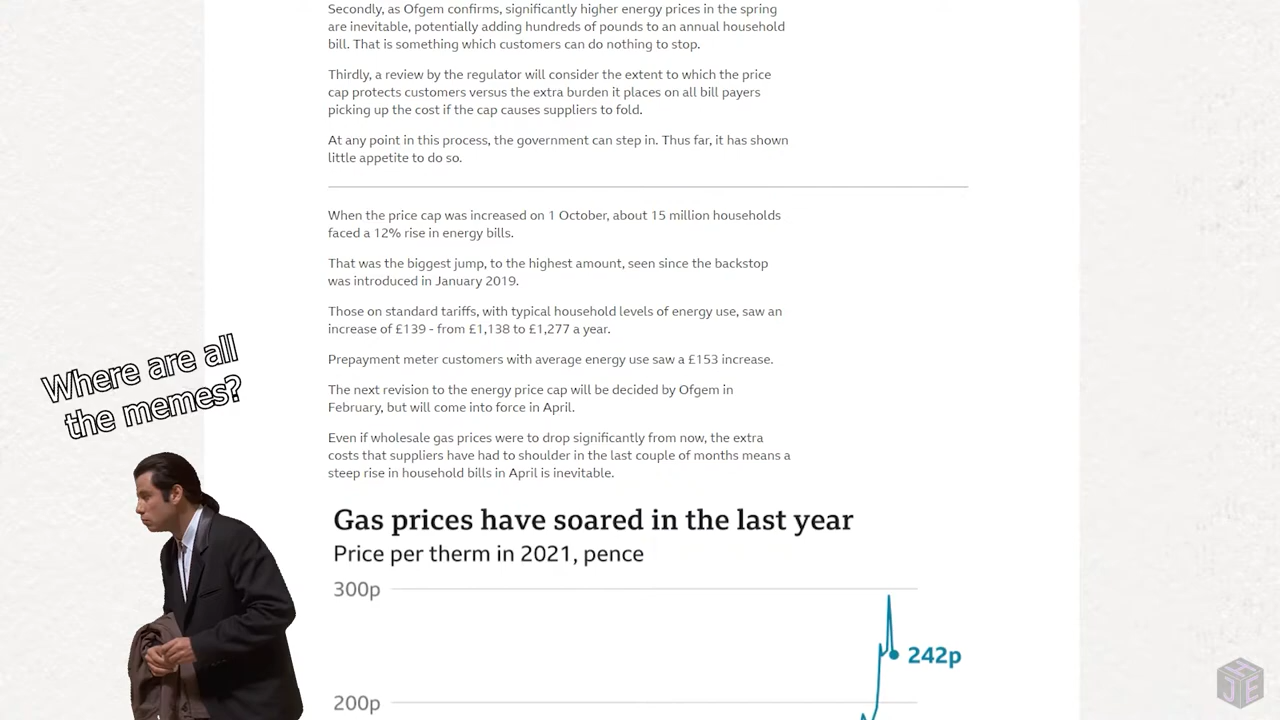 Secondly, as Ofgem confirms, significantly higher energy prices in the spring
are inevitable, potentially adding hundreds of pounds to an annual household
bill. That is something which customers can do nothing to stop.
Thirdly, a review by the regulator will consider the extent to which the price
cap protects customers versus the extra burden it places on all bill payers
picking up the cost if the cap causes suppliers to fold.
At any point in this process, the government can step in. Thus far, it has shown
little appetite to do so.
When the price cap was increased on 1 October, about 15 million households
faced a 12% rise in energy bills.
That was the biggest jump, to the highest amount, seen since the backstop
was introduced in January 2019.
Those on standard tariffs, with typical household levels of energy use, saw an
increase of £139 - from £1,138 to £1,277 a year.
Prepayment meter customers with average energy use saw a £153 increase.
The next revision to the energy price cap will be decided by Ofgem in
February, but will come into force in April.
Even if wholesale gas prices were to drop significantly from now, the extra
costs that suppliers have had to shoulder in the last couple of months means a
steep rise in household bills in April is inevitable.
Where are all
the memes?
Gas prices have soared in the last year
Price per therm in 2021, pence
300p
242p
200p
H
J E